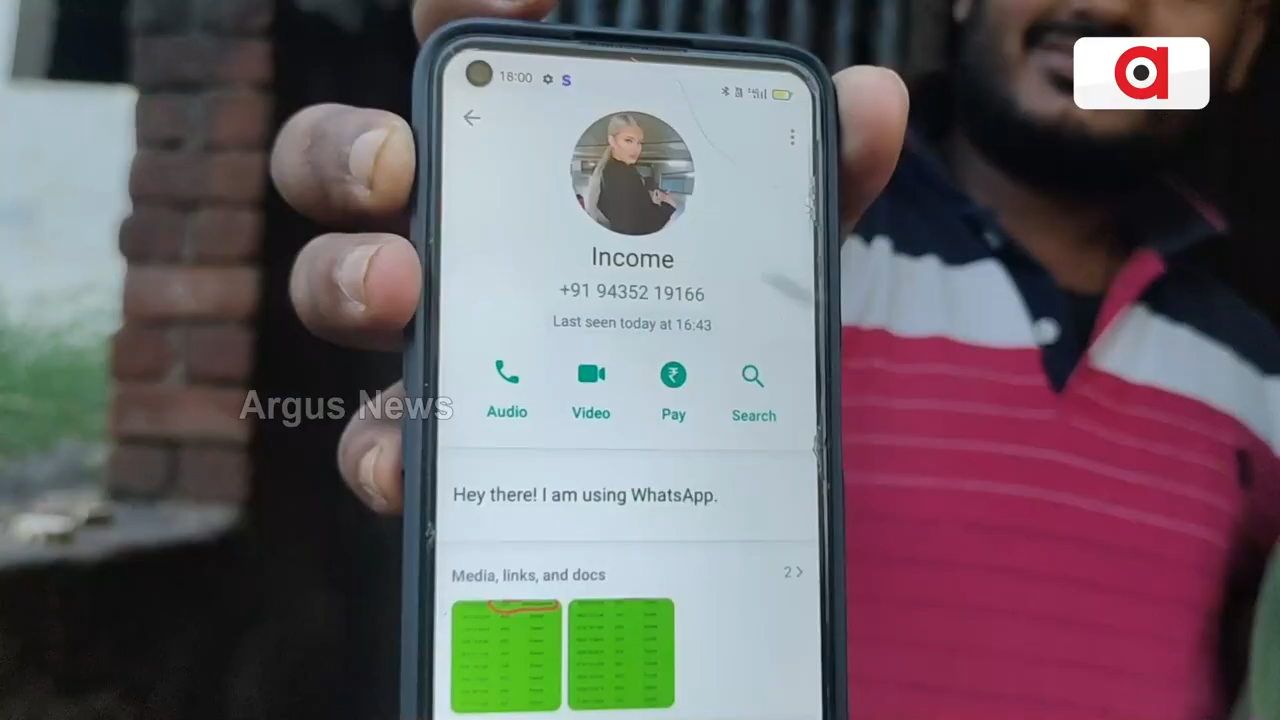 18:00
S
a
Income
+91 94352 19166
Last seen today at 16:43
Audio Video Pay Search
Argus News
Hey there! I am using WhatsApp.
Media, links, and docs 2